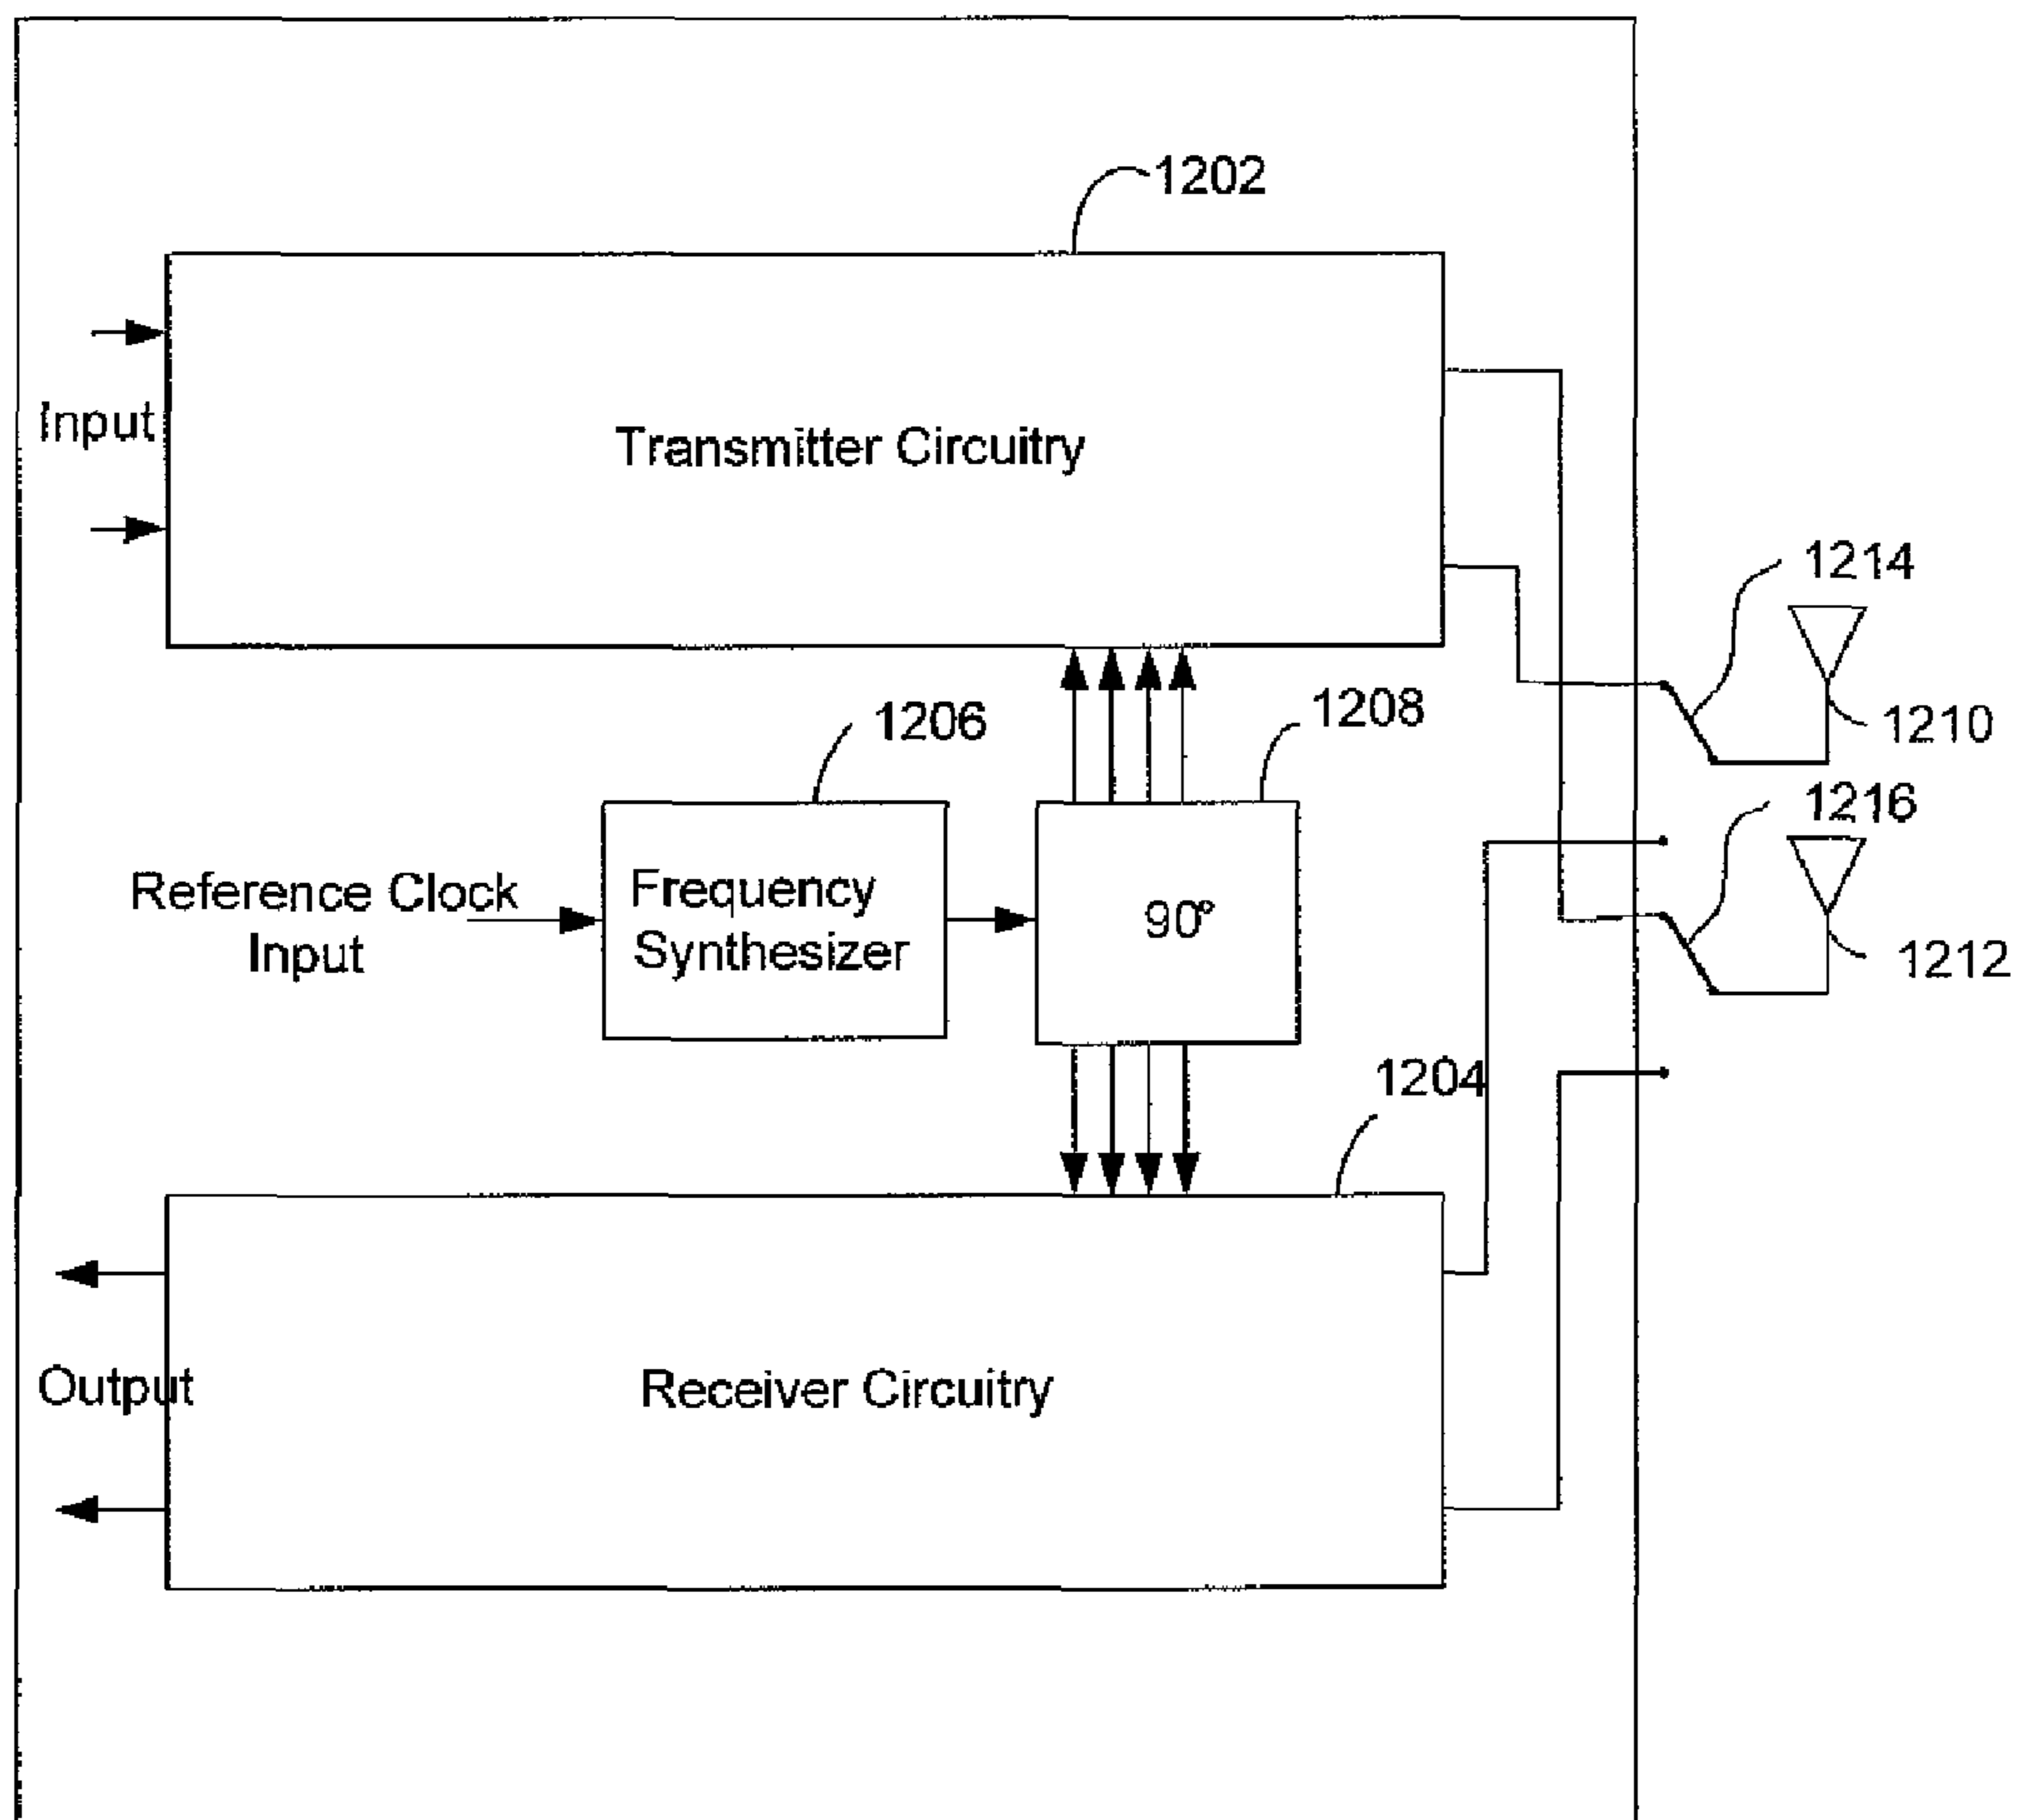 1202
Input
Transmitter Circuitry
1214
1206
1208
1210
1216
Reference Clock
Input
Frequency
Synthesizer
90°
1212
1204
Output
Receiver Circuitry